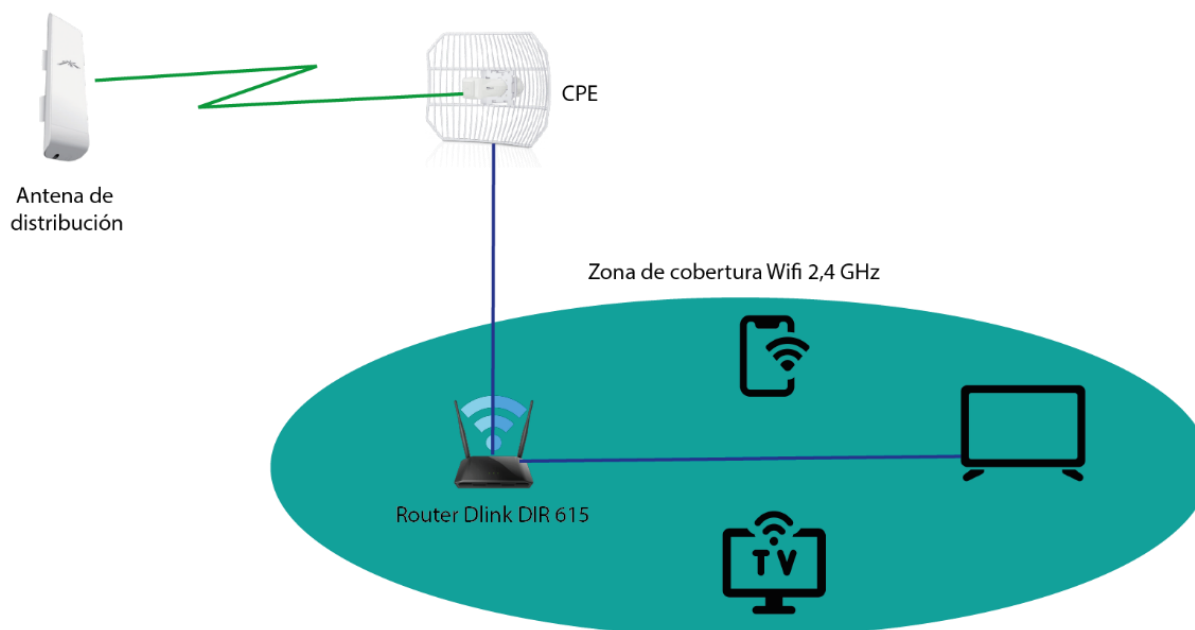 CPE
Antena de
distribución
Zona de cobertura Wifi 2,4 GHz
Router Dlink DIR 615
TV